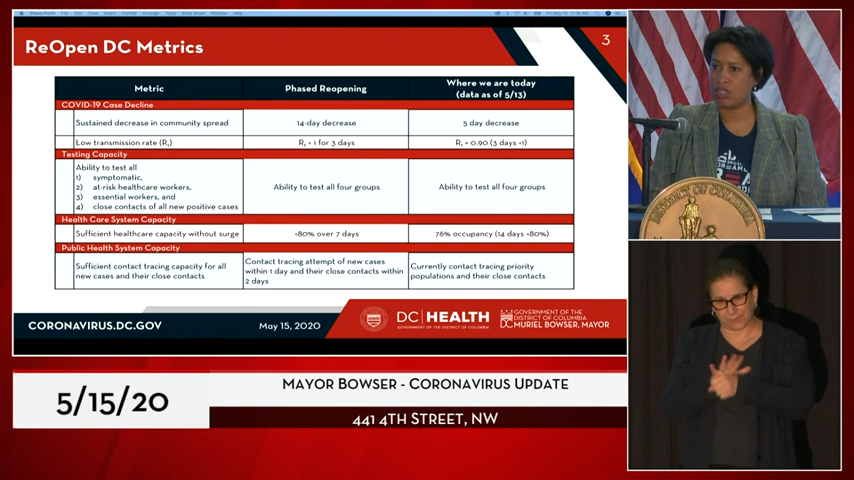 ReOpen DC Metrics
3
Metric
Phased Reopening
Where we are today
(data as of 5/13)
COVID-19 Case Decline
Sustained decrease in community spread
14-day decrease
5 day decrease
Low transmission rate (Rt)
Rt < 1 for 3 days
Rt = 0.90 (3 days <1)
Testing Capacity
Ability to test all
1) symptomatic,
2) at-risk healthcare workers,
3) essential workers, and
4) close contacts of all new positive cases
Ability to test all four groups
Ability to test all four groups
Health Care System Capacity
Sufficient healthcare capacity without surge
<80% over 7 days
76% occupancy (14 days <80%)
Public Health System Capacity
Sufficient contact tracing capacity for all
new cases and their close contacts
Contact tracing attempt of new cases
within 1 day and their close contacts within
2 days
Currently contact tracing priority
populations and their close contacts
CORONAVIRUS.DC.GOV
May 15, 2020
DC HEALTH
GOVERNMENT OF THE DISTRICT OF COLUMBIA
GOVERNMENT OF THE
DISTRICT OF COLUMBIA
DC MURIEL BOWSER, MAYOR
DISTRICT OF COLUMBIA
5/15/20
MAYOR BOWSER - CORONAVIRUS UPDATE
441 4TH STREET, NW